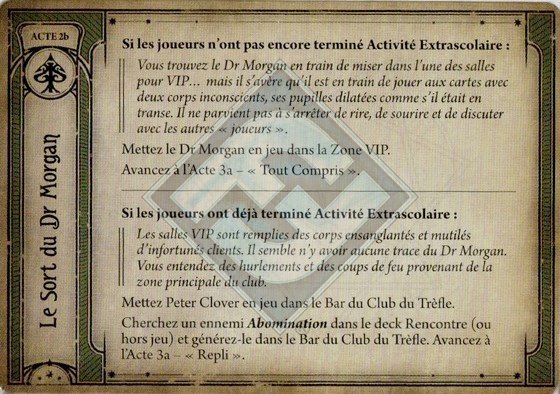 ACTE 2b
Le Sort du Dr Morgan
Si les joueurs n'ont pas encore terminé Activité Extrascolaire :
Vous trouvez le Dr Morgan en train de miser dans l'une des salles
pour VIP… mais il s'avère qu'il est en train de jouer aux cartes avec
deux corps inconscients, ses pupilles dilatées comme s'il était en
transe. Il ne parvient pas à s'arrêter de rire, de sourire et de discuter
avec les autres « joueurs ».
Mettez le Dr Morgan en jeu dans la Zone VIP.
Avancez à l'Acte 3a – « Tout Compris ».
Si les joueurs ont déjà terminé Activité Extrascolaire :
Les salles VIP sont remplies des corps ensanglantés et mutilés
d'infortunés clients. Il semble n'y avoir aucune trace du Dr Morgan.
Vous entendez des hurlements et des coups de feu provenant de la
zone principale du club.
Mettez Peter Clover en jeu dans le Bar du Club du Trèfle.
Cherchez un ennemi Abomination dans le deck Rencontre (ou
hors jeu) et générez-le dans le Bar du Club du Trèfle. Avancez à
l'Acte 3a – « Repli ».